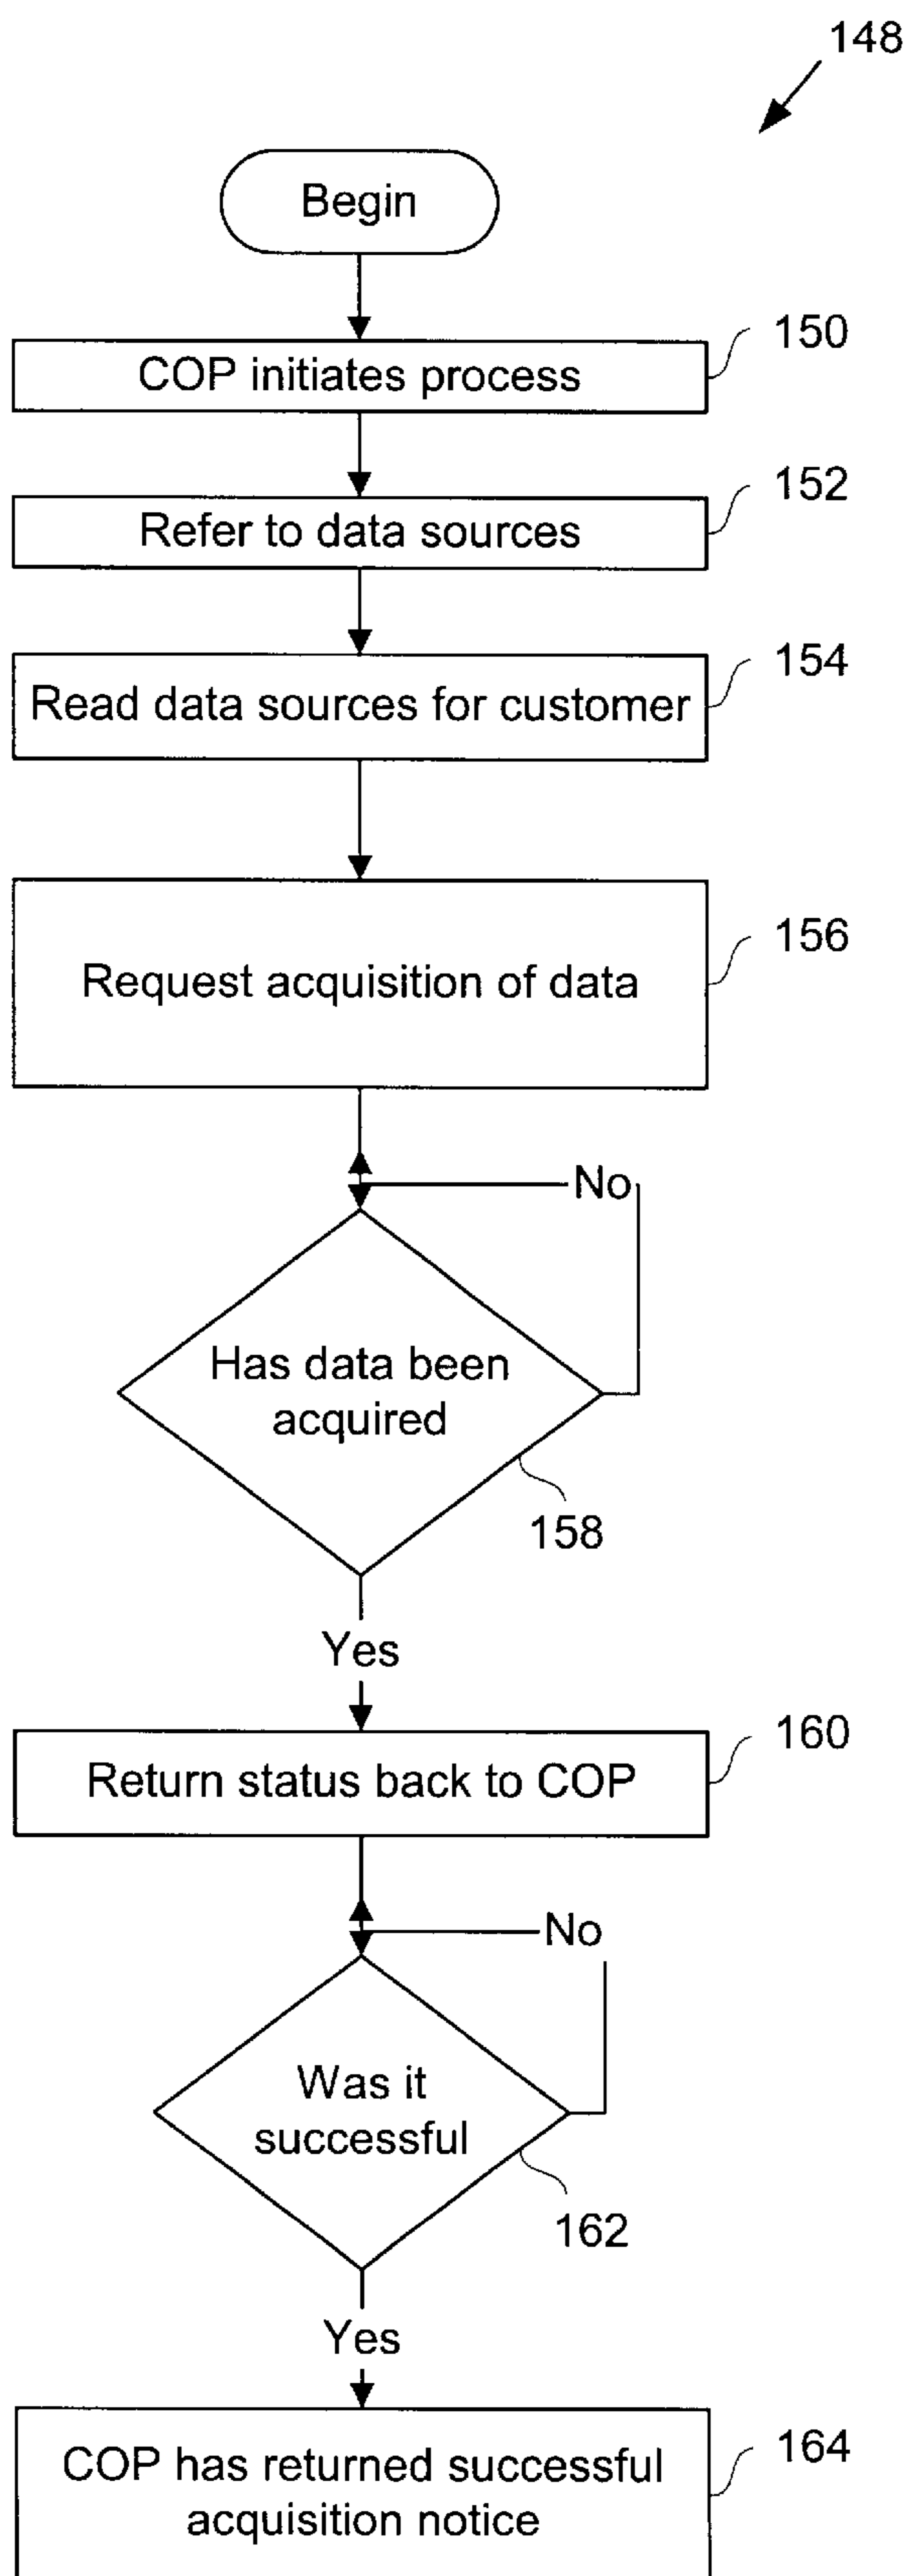 148
Begin
150
COP initiates process
152
Refer to data sources
154
Read data sources for customer
156
Request acquisition of data
No
Has data been
acquired
158
Yes
160
Return status back to COP
No
Was it
successful
162
Yes
164
COP has returned successful
acquisition notice